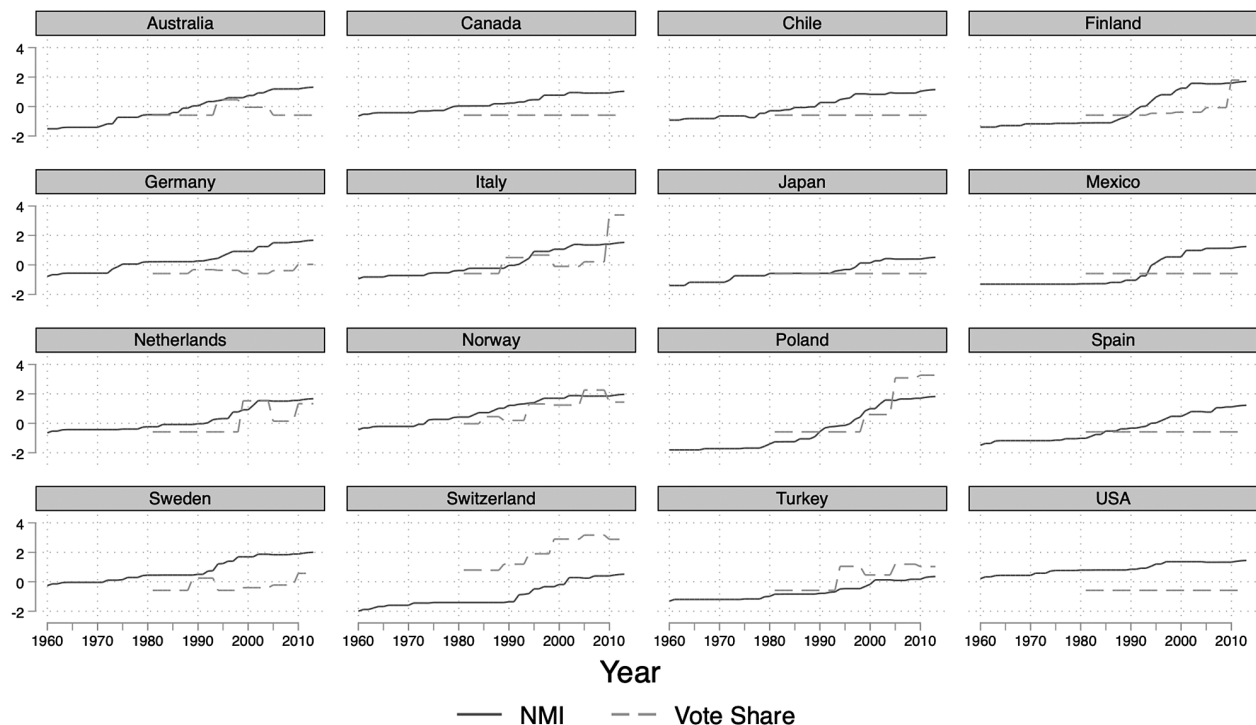 Australia Canada Chile Finland
4
2
0
-2
Germany Italy Japan Mexico
4
2
0
-2
Netherlands Norway Poland Spain
4
2
0
-2
Sweden Switzerland Turkey USA
4
2
0
-2
1960 1970 1980 1990 2000 2010 1960 1970 1980 1990 2000 2010 1960 1970 1980 1990 2000 2010 1960 1970 1980 1990 2000 2010
Year
NMI Vote Share